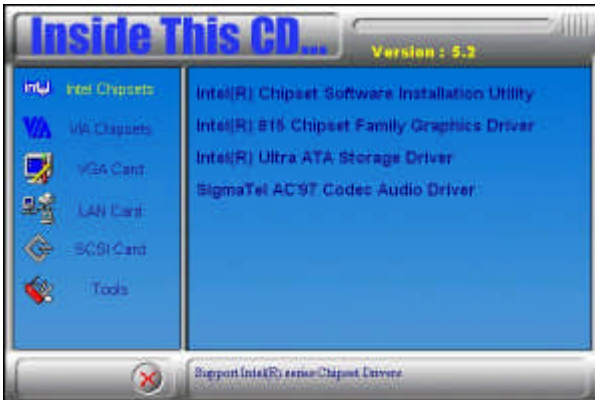 Inside This CD...
Version : 5.2
intel
Intel Chipsets
VIA
VIA Chipsets
VGA Card
LAN Card
SCSI Card
Tools
Intel(R) Chipset Software Installation Utility
Intel(R) 815 Chipset Family Graphics Driver
Intel(R) Ultra ATA Storage Driver
SigmaTel AC'97 Codec Audio Driver
Support Intel(R) series Chipset Drivers